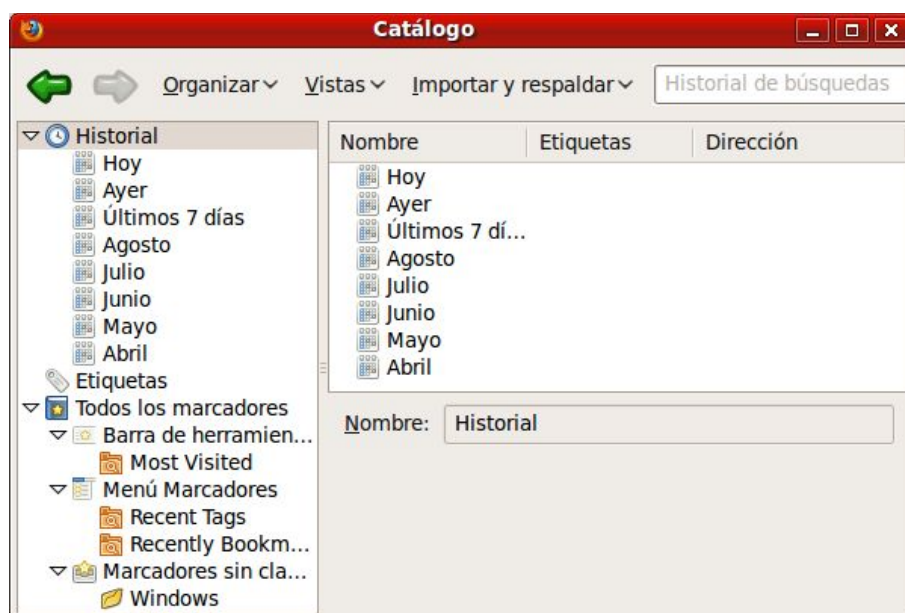 Catálogo
Organizar Vistas Importar y respaldar Historial de búsquedas
Historial
Hoy
Ayer
Últimos 7 días
Agosto
Julio
Junio
Mayo
Abril
Etiquetas
Todos los marcadores
Barra de herramien...
Most Visited
Menú Marcadores
Recent Tags
Recently Bookm...
Marcadores sin cla...
Windows
Nombre Etiquetas Dirección
Hoy
Ayer
Últimos 7 dí...
Agosto
Julio
Junio
Mayo
Abril
Nombre: Historial